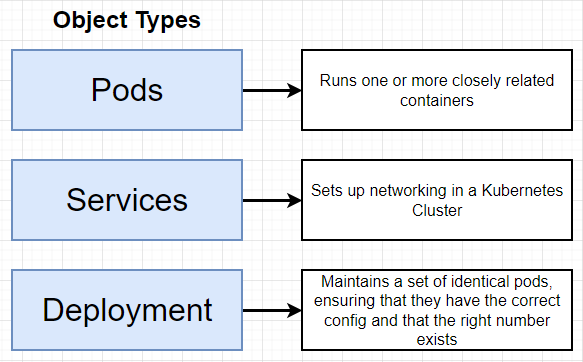 Object Types
Pods
Runs one or more closely related
containers
Services
Sets up networking in a Kubernetes
Cluster
Deployment
Maintains a set of identical pods,
ensuring that they have the correct
config and that the right number
exists